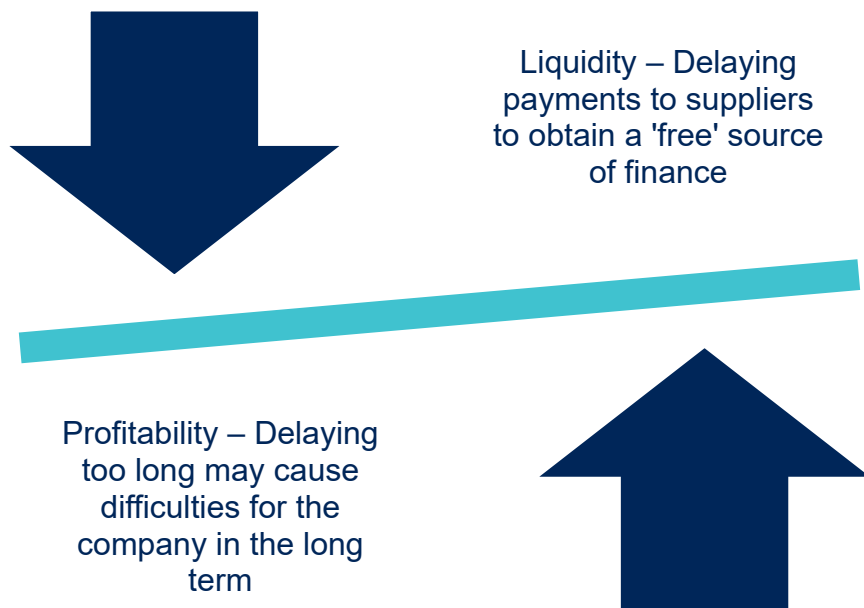 Liquidity – Delaying
payments to suppliers
to obtain a 'free' source
of finance
Profitability – Delaying
too long may cause
difficulties for the
company in the long
term